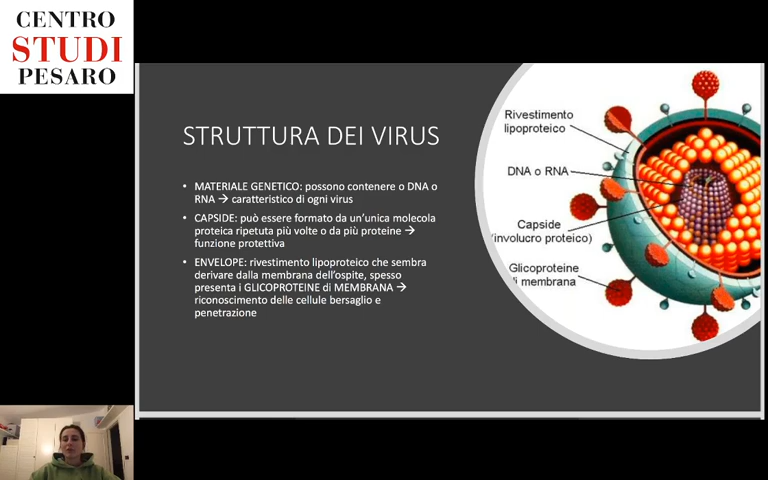 CENTRO
STUDI
PESARO
STRUTTURA DEI VIRUS
• MATERIALE GENETICO: possono contenere o DNA o
RNA → caratteristico di ogni virus
• CAPSIDE: può essere formato da un'unica molecola
proteica ripetuta più volte o da più proteine →
funzione protettiva
• ENVELOPE: rivestimento lipoproteico che sembra
derivare dalla membrana dell'ospite, spesso
presenta i GLICOPROTEINE di MEMBRANA →
riconoscimento delle cellule bersaglio e
penetrazione
Rivestimento
lipoproteico
DNA o RNA
Capside
(involucro proteico)
Glicoproteine
di membrana